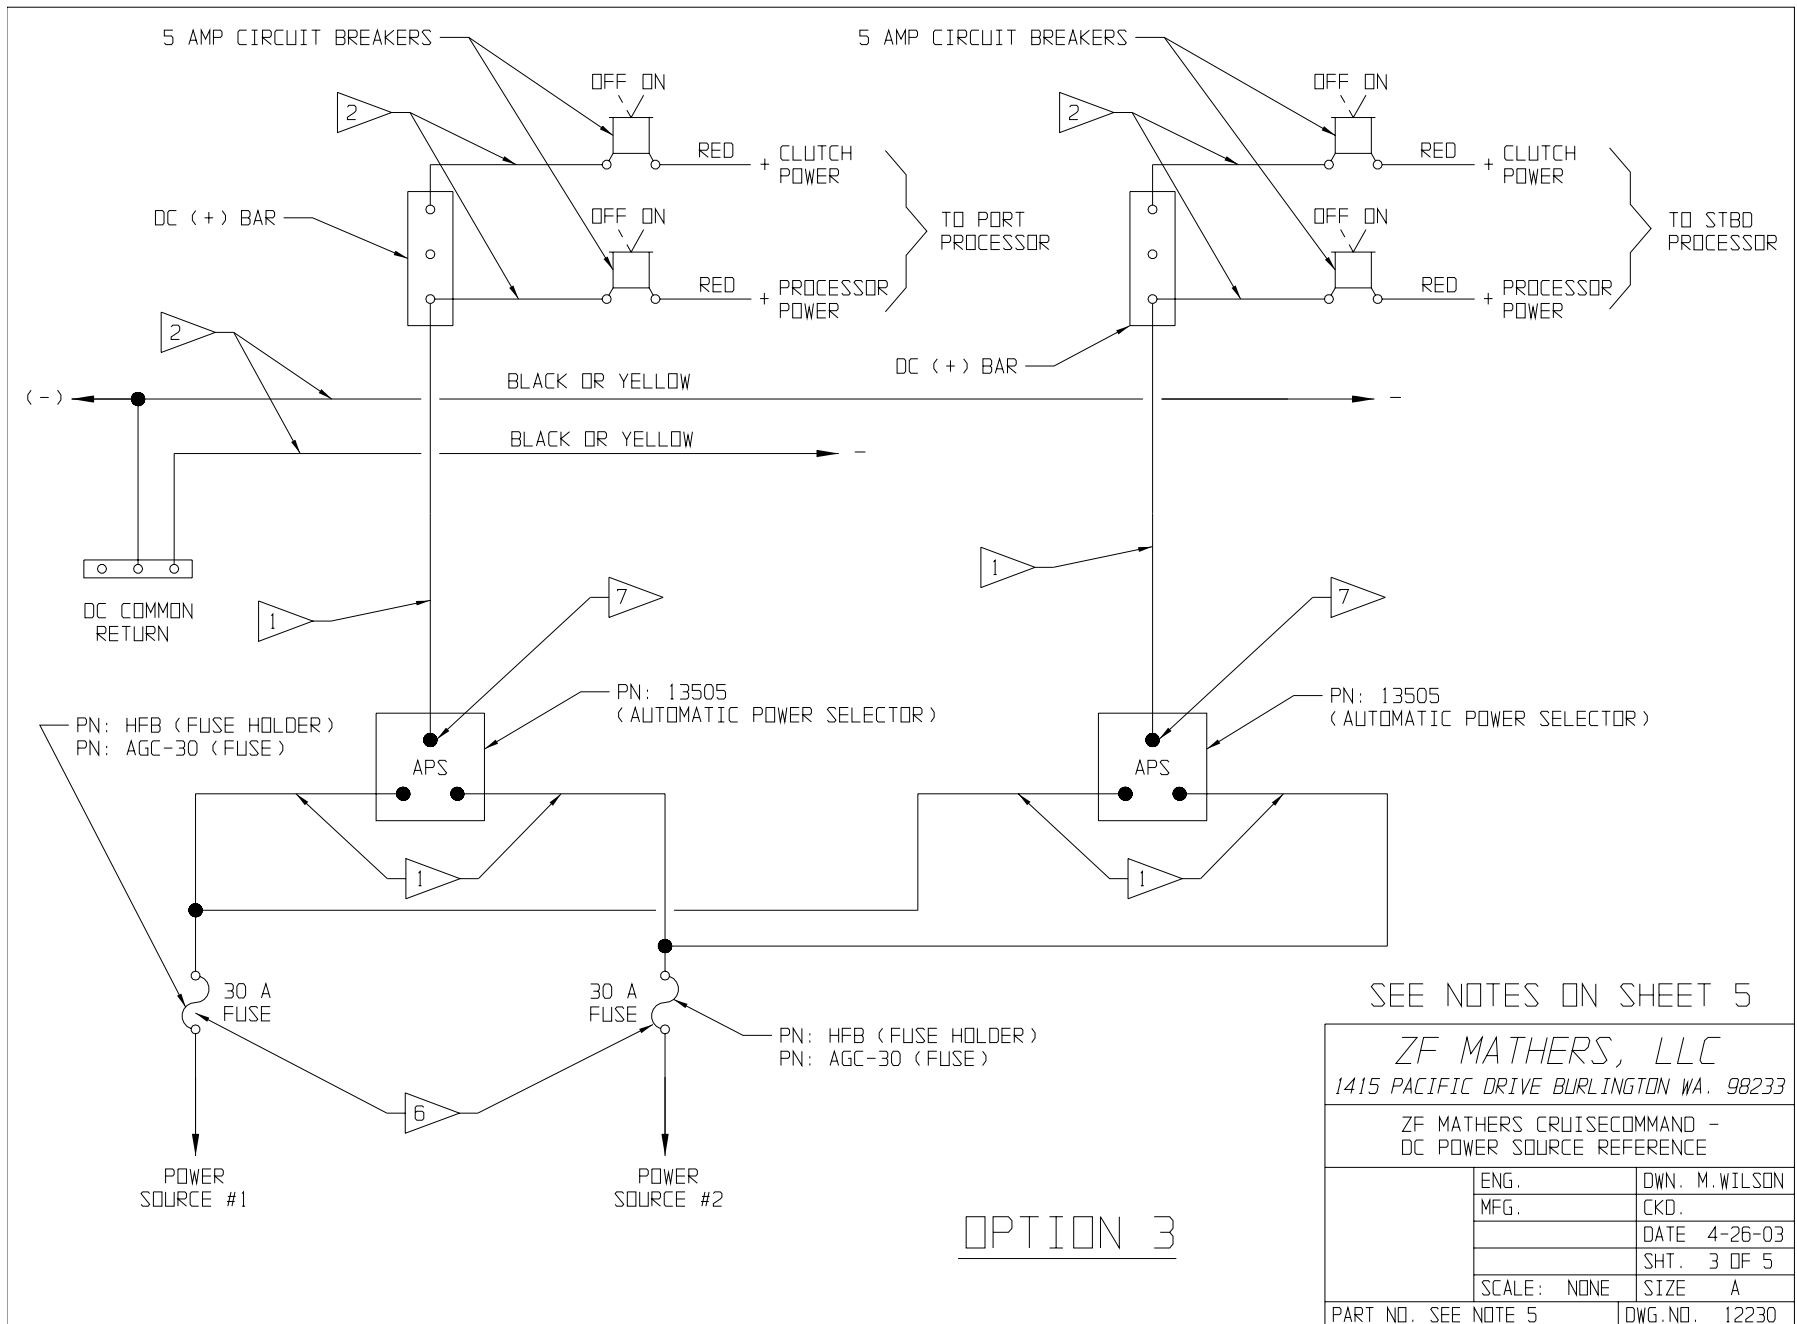 5 AMP CIRCUIT BREAKERS
5 AMP CIRCUIT BREAKERS
OFF ON
OFF ON
2
2
RED
+ CLUTCH
POWER
RED
+ CLUTCH
POWER
DC (+) BAR
OFF ON
TO PORT
PROCESSOR
OFF ON
TO STBD
PROCESSOR
RED
+ PROCESSOR
POWER
RED
+ PROCESSOR
POWER
2
DC (+) BAR
BLACK OR YELLOW
(-)
-
BLACK OR YELLOW
-
1
DC COMMON
RETURN
1
7
7
PN: 13505
(AUTOMATIC POWER SELECTOR)
PN: 13505
(AUTOMATIC POWER SELECTOR)
PN: HFB (FUSE HOLDER)
PN: AGC-30 (FUSE)
APS
APS
1
1
30 A
FUSE
30 A
FUSE
PN: HFB (FUSE HOLDER)
PN: AGC-30 (FUSE)
6
POWER
SOURCE #1
POWER
SOURCE #2
OPTION 3
SEE NOTES ON SHEET 5
ZF MATHERS, LLC
1415 PACIFIC DRIVE BURLINGTON WA. 98233
ZF MATHERS CRUISECOMMAND -
DC POWER SOURCE REFERENCE
ENG. DWN. M.WILSON
MFG. CKD.
DATE 4-26-03
SHT. 3 OF 5
SCALE: NONE SIZE A
PART NO. SEE NOTE 5 DWG.NO. 12230